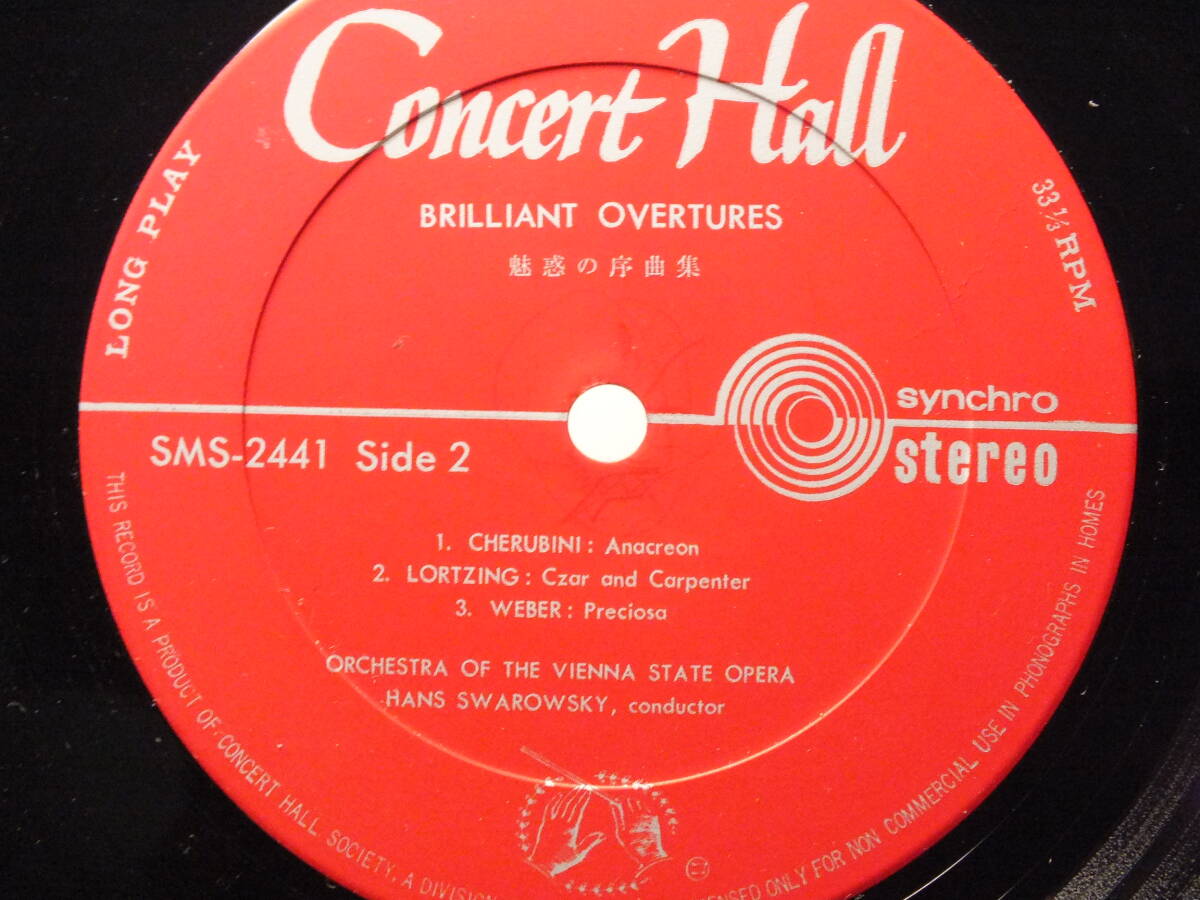 Concert Hall
LONG PLAY
33 1/3 RPM
BRILLIANT OVERTURES
魅惑の序曲集
synchro
stereo
SMS-2441 Side 2
1. CHERUBINI: Anacreon
2. LORTZING: Czar and Carpenter
3. WEBER: Preciosa
ORCHESTRA OF THE VIENNA STATE OPERA
HANS SWAROWSKY, conductor
THIS RECORD IS A PRODUCT OF CONCERT HALL SOCIETY, A DIVISION
ONLY FOR NON COMMERCIAL USE IN PHONOGRAPHS IN HOMES